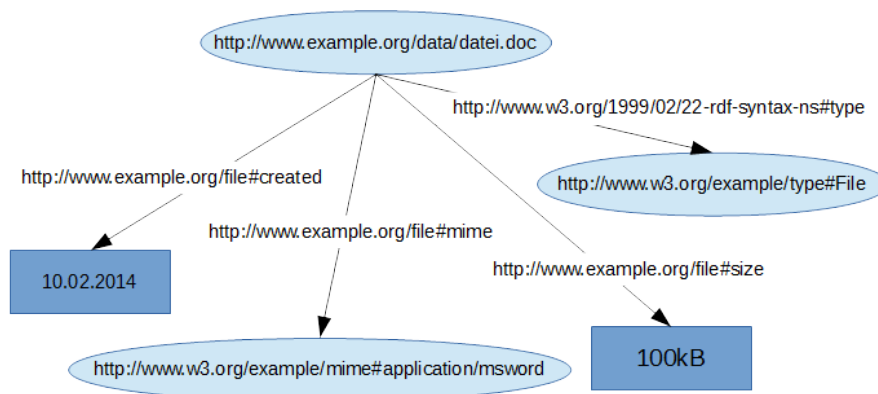 http://www.example.org/data/datei.doc
http://www.w3.org/1999/02/22-rdf-syntax-ns#type
http://www.example.org/file#created
http://www.w3.org/example/type#File
http://www.example.org/file#mime
http://www.example.org/file#size
10.02.2014
http://www.w3.org/example/mime#application/msword
100kB